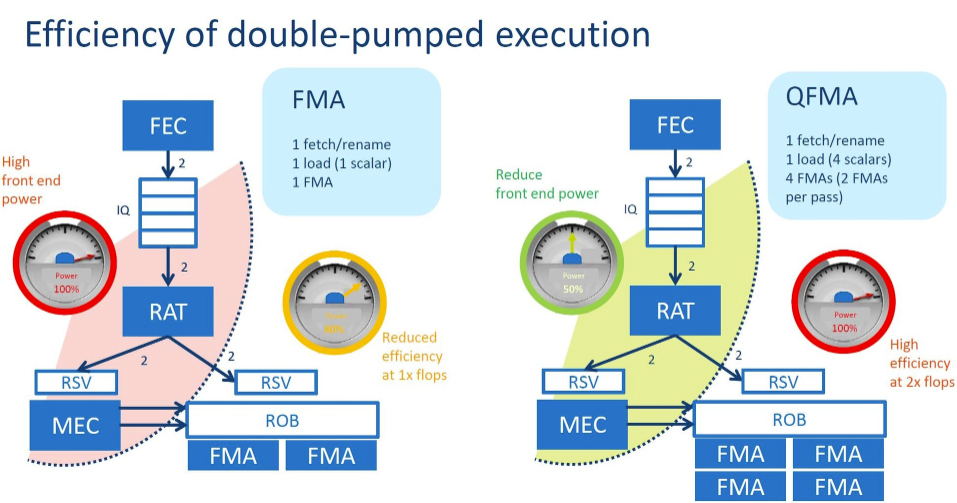 Efficiency of double-pumped execution
FMA
1 fetch/rename
1 load (1 scalar)
1 FMA
FEC
2
High
front end
power
IQ
Power
100%
2
RAT
2
2
Reduced
efficiency
at 1x flops
RSV
RSV
MEC
ROB
FMA
FMA
QFMA
1 fetch/rename
1 load (4 scalars)
4 FMAs (2 FMAs
per pass)
FEC
2
Reduce
front end power
IQ
Power
50%
2
RAT
2
2
Power
100%
High
efficiency
at 2x flops
RSV
RSV
MEC
ROB
FMA
FMA
FMA
FMA